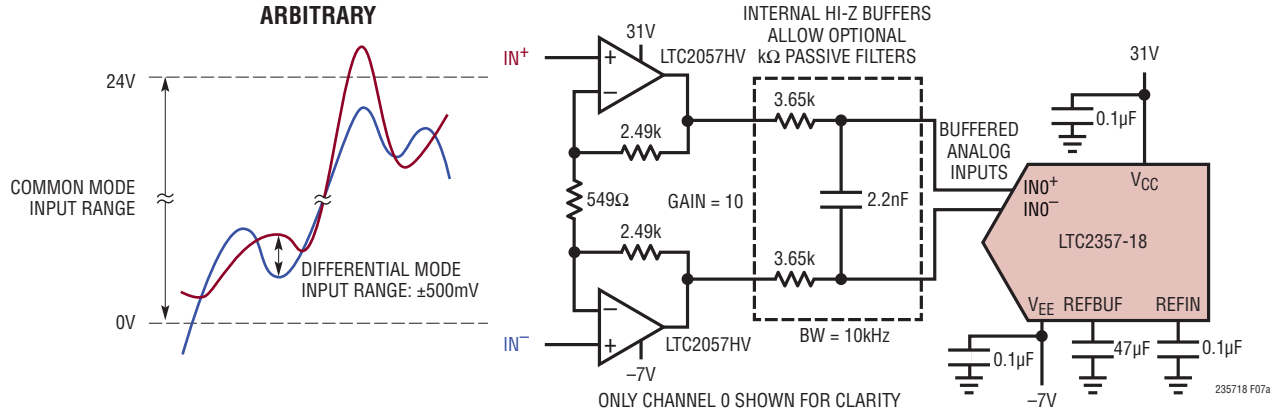 ARBITRARY
24V
COMMON MODE
INPUT RANGE
0V
DIFFERENTIAL MODE
INPUT RANGE: ±500mV
IN+
IN–
31V
LTC2057HV
+
–
2.49k
549Ω
GAIN = 10
2.49k
–
+
LTC2057HV
–7V
INTERNAL HI-Z BUFFERS
ALLOW OPTIONAL
kΩ PASSIVE FILTERS
3.65k
2.2nF
3.65k
BW = 10kHz
BUFFERED
ANALOG
INPUTS
31V
0.1µF
VCC
IN0+
IN0–
LTC2357-18
VEE
REFBUF
REFIN
0.1µF
47µF
0.1µF
–7V
ONLY CHANNEL 0 SHOWN FOR CLARITY
235718 F07a